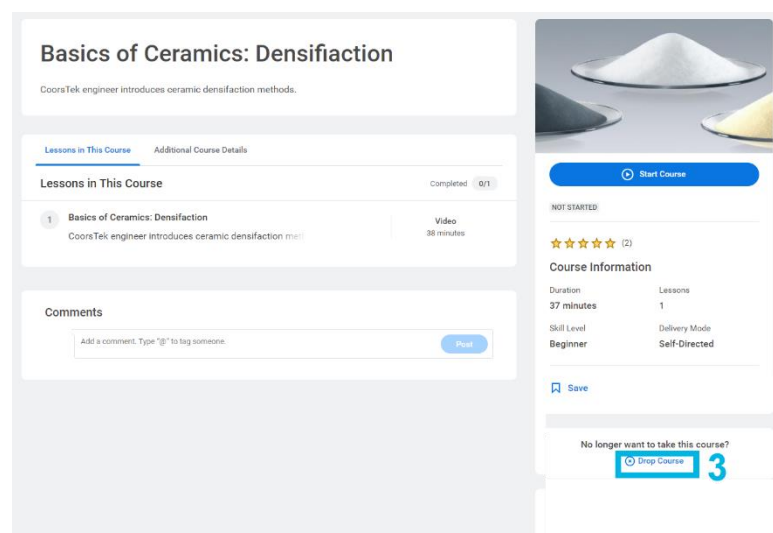 Basics of Ceramics: Densifiaction
CoorsTek engineer introduces ceramic densifaction methods.
Lessons in This Course Additional Course Details
Lessons in This Course Completed 0/1
1 Basics of Ceramics: Densifaction Video
CoorsTek engineer introduces ceramic densifaction 38 minutes
Comments
Add a comment. Type "@" to tag someone. Post
Start Course
NOT STARTED
(2)
Course Information
Duration Lessons
37 minutes 1
Skill Level Delivery Mode
Beginner Self-Directed
Save
No longer want to take this course?
Drop Course 3